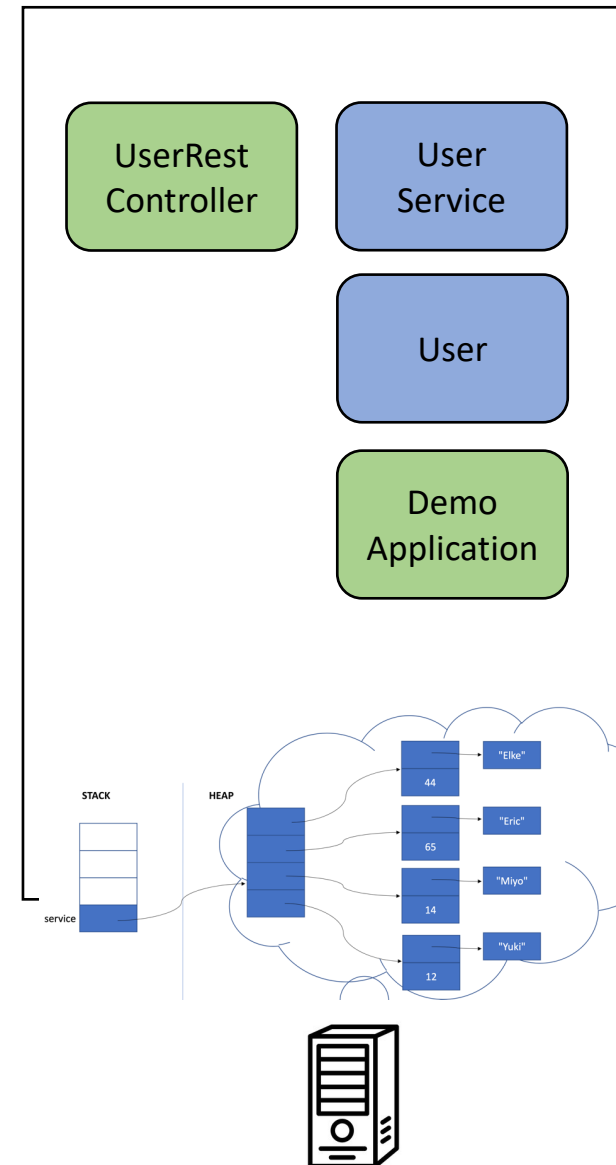 UserRest
Controller
User
Service
User
Demo
Application
STACK
HEAP
service
44
"Elke"
65
"Eric"
14
"Miyo"
12
"Yuki"